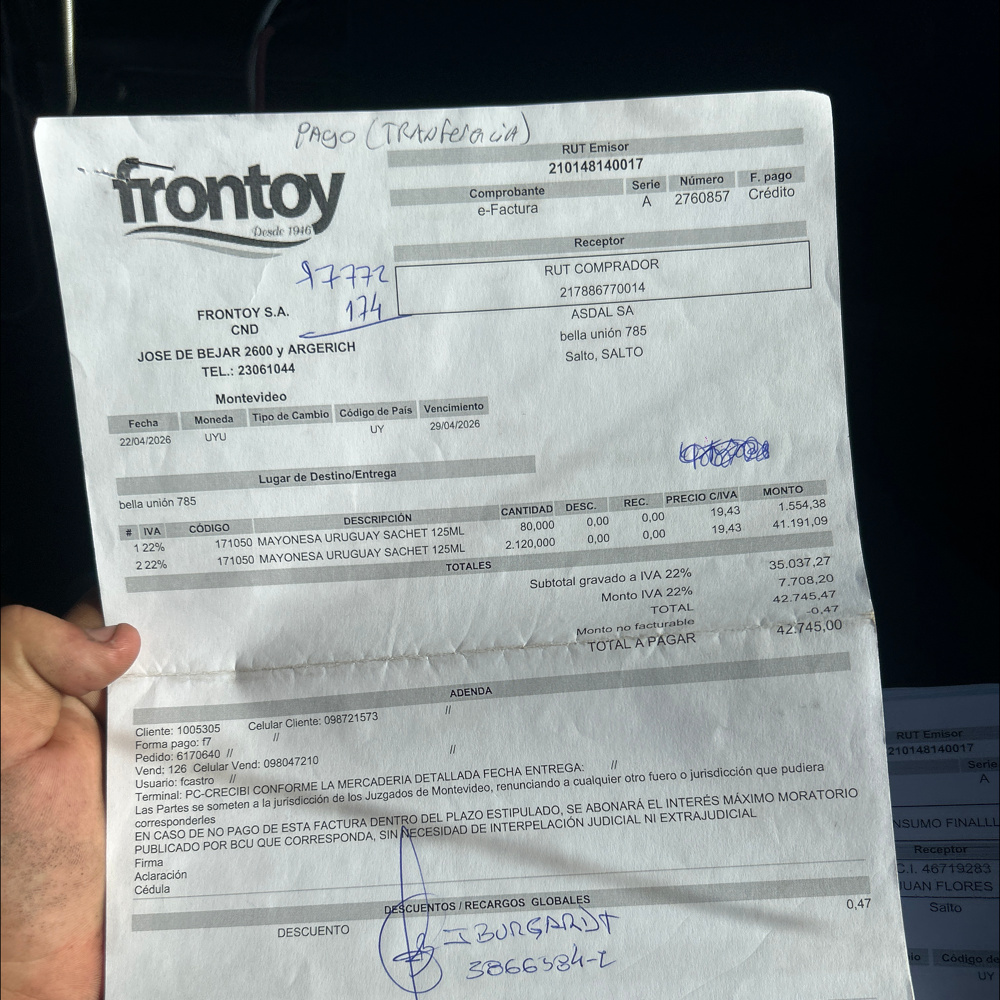 PAGO (TRANferencia)
frontoy
Desde 1946
RUT Emisor
210148140017
Comprobante Serie Número F. pago
e-Factura A 2760857 Crédito
Receptor
RUT COMPRADOR
217886770014
ASDAL SA
bella unión 785
Salto, SALTO
$7772
174
FRONTOY S.A.
CND
JOSE DE BEJAR 2600 y ARGERICH
TEL.: 23061044
Montevideo
Fecha Moneda Tipo de Cambio Código de País Vencimiento
22/04/2026 UYU UY 29/04/2026
Lugar de Destino/Entrega
bella unión 785
# IVA CÓDIGO DESCRIPCIÓN CANTIDAD DESC. REC. PRECIO C/IVA MONTO
1 22% 171050 MAYONESA URUGUAY SACHET 125ML 80,000 0,00 0,00 19,43 1.554,38
2 22% 171050 MAYONESA URUGUAY SACHET 125ML 2.120,000 0,00 0,00 19,43 41.191,09
TOTALES
Subtotal gravado a IVA 22% 35.037,27
Monto IVA 22% 7.708,20
TOTAL 42.745,47
Monto no facturable -0,47
TOTAL A PAGAR 42.745,00
ADENDA
Cliente: 1005305 Celular Cliente: 098721573 //
Forma pago: f7 //
Pedido: 6170640 //
Vend: 126 Celular Vend: 098047210 //
Usuario: fcastro //
Terminal: PC-CRECIBI CONFORME LA MERCADERIA DETALLADA FECHA ENTREGA: //
Las Partes se someten a la jurisdicción de los Juzgados de Montevideo, renunciando a cualquier otro fuero o jurisdicción que pudiera
corresponderles
EN CASO DE NO PAGO DE ESTA FACTURA DENTRO DEL PLAZO ESTIPULADO, SE ABONARÁ EL INTERÉS MÁXIMO MORATORIO
PUBLICADO POR BCU QUE CORRESPONDA, SIN NECESIDAD DE INTERPELACIÓN JUDICIAL NI EXTRAJUDICIAL
Firma
Aclaración
Cédula
DESCUENTOS / RECARGOS GLOBALES
DESCUENTO 0,47
I BURGARDT
3866384-2
RUT Emisor
210148140017
Serie
A
NSUMO FINALLL
Receptor
C.I. 46719283
UAN FLORES
Salto
Código de
UY